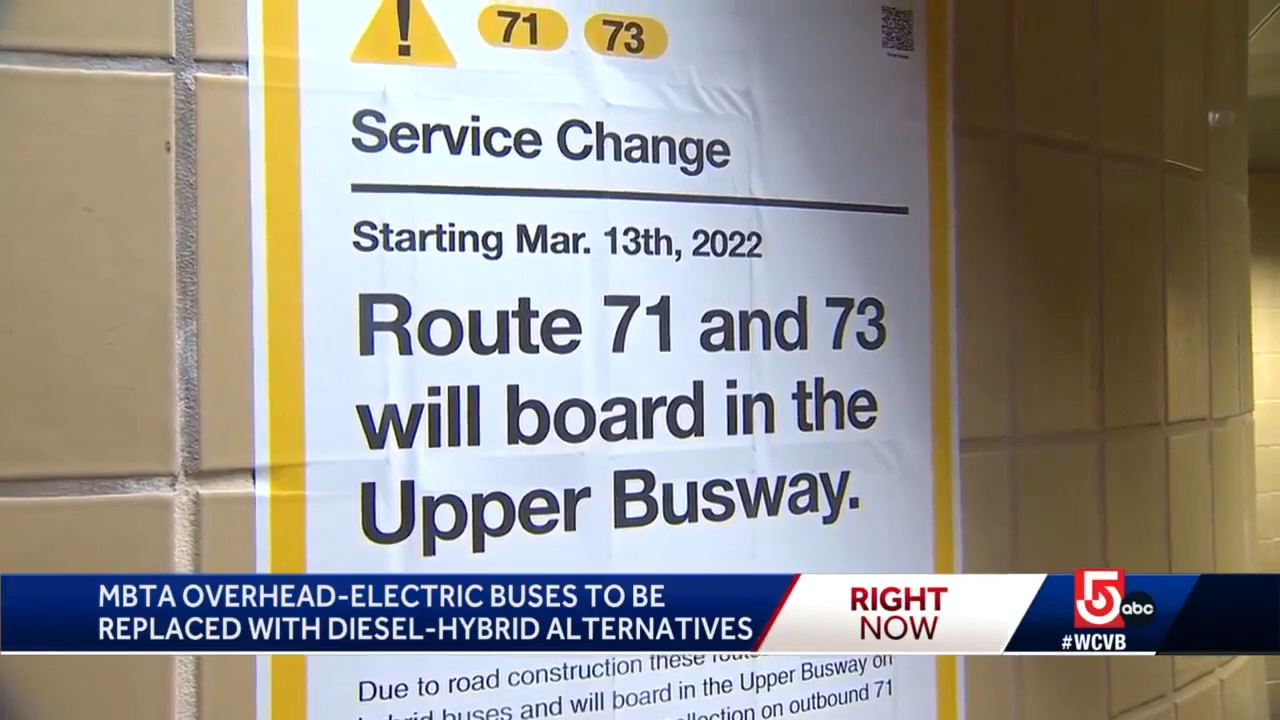 71 73
Service Change
Starting Mar. 13th, 2022
Route 71 and 73
will board in the
Upper Busway.
MBTA OVERHEAD-ELECTRIC BUSES TO BE
REPLACED WITH DIESEL-HYBRID ALTERNATIVES
RIGHT
NOW
5 abc
#WCVB
Due to road construction these
buses and will board in the Upper Busway on
on outbound 71